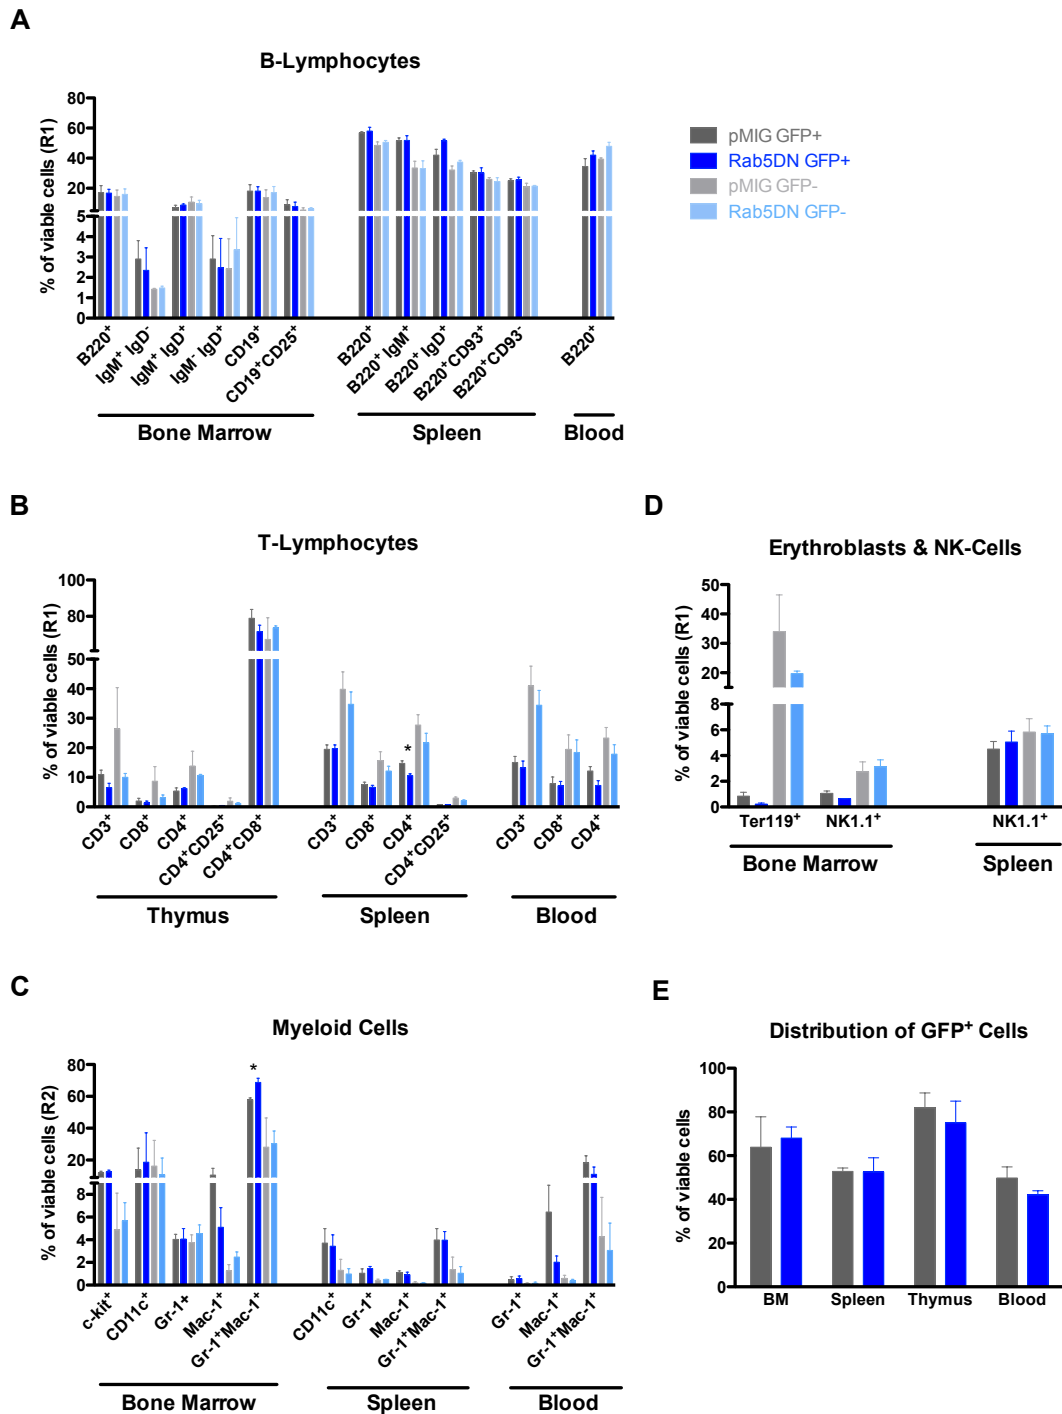 A
B-Lymphocytes
% of viable cells (R1)
80
60
40
20
5
4
3
2
1
0
B220⁺
IgM⁺ IgD⁻
IgM⁺ IgD⁺
IgM⁻ IgD⁺
CD19⁺
CD19⁺CD25⁺
B220⁺
B220⁺ IgM⁺
B220⁺ IgD⁺
B220⁺CD93⁺
B220⁺CD93⁻
B220⁺
Bone Marrow
Spleen
Blood
pMIG GFP+
Rab5DN GFP+
pMIG GFP-
Rab5DN GFP-
B
T-Lymphocytes
% of viable cells (R1)
100
80
50
40
30
20
10
0
*
CD3⁺
CD8⁺
CD4⁺
CD4⁺CD25⁺
CD4⁺CD8⁺
CD3⁺
CD8⁺
CD4⁺
CD4⁺CD25⁺
CD3⁺
CD8⁺
CD4⁺
Thymus
Spleen
Blood
D
Erythroblasts & NK-Cells
% of viable cells (R1)
50
40
30
20
8
6
4
2
0
Ter119⁺
NK1.1⁺
NK1.1⁺
Bone Marrow
Spleen
C
Myeloid Cells
% of viable cells (R2)
80
60
40
20
8
6
4
2
0
*
c-kit⁺
CD11c⁺
Gr-1+
Mac-1⁺
Gr-1⁺Mac-1⁺
CD11c⁺
Gr-1⁺
Mac-1⁺
Gr-1⁺Mac-1⁺
Gr-1⁺
Mac-1⁺
Gr-1⁺Mac-1⁺
Bone Marrow
Spleen
Blood
E
Distribution of GFP⁺ Cells
% of viable cells
100
80
60
40
20
0
BM
Spleen
Thymus
Blood